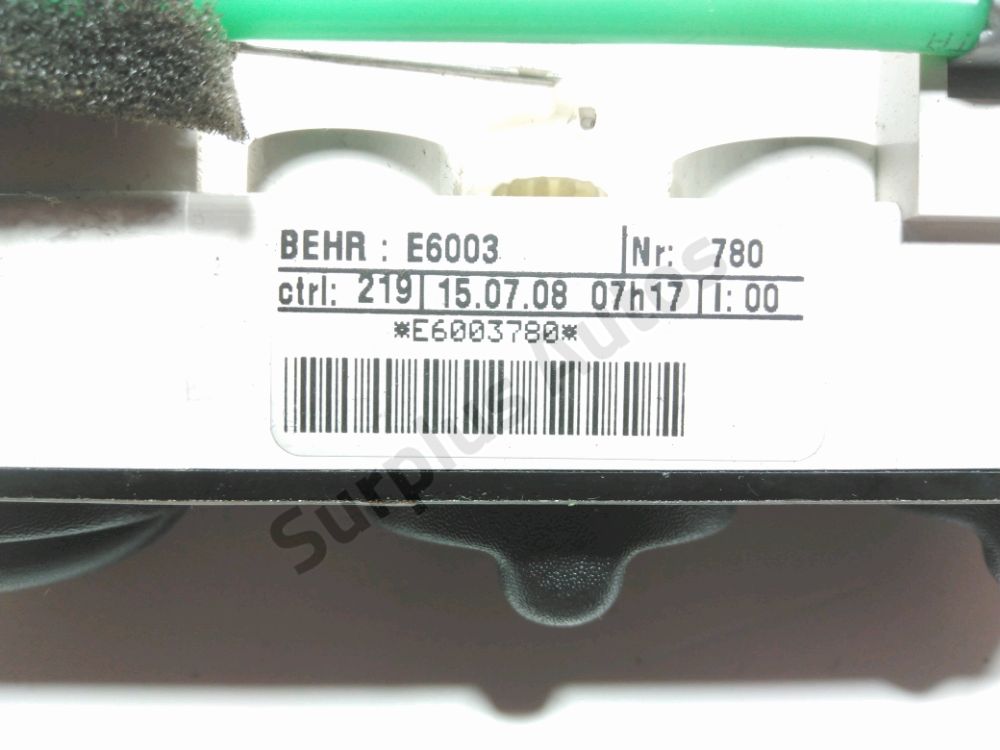 BEHR : E6003 Nr: 780
ctrl: 219 15.07.08 07h17 I: 00
*E6003780*
Surplus Autos